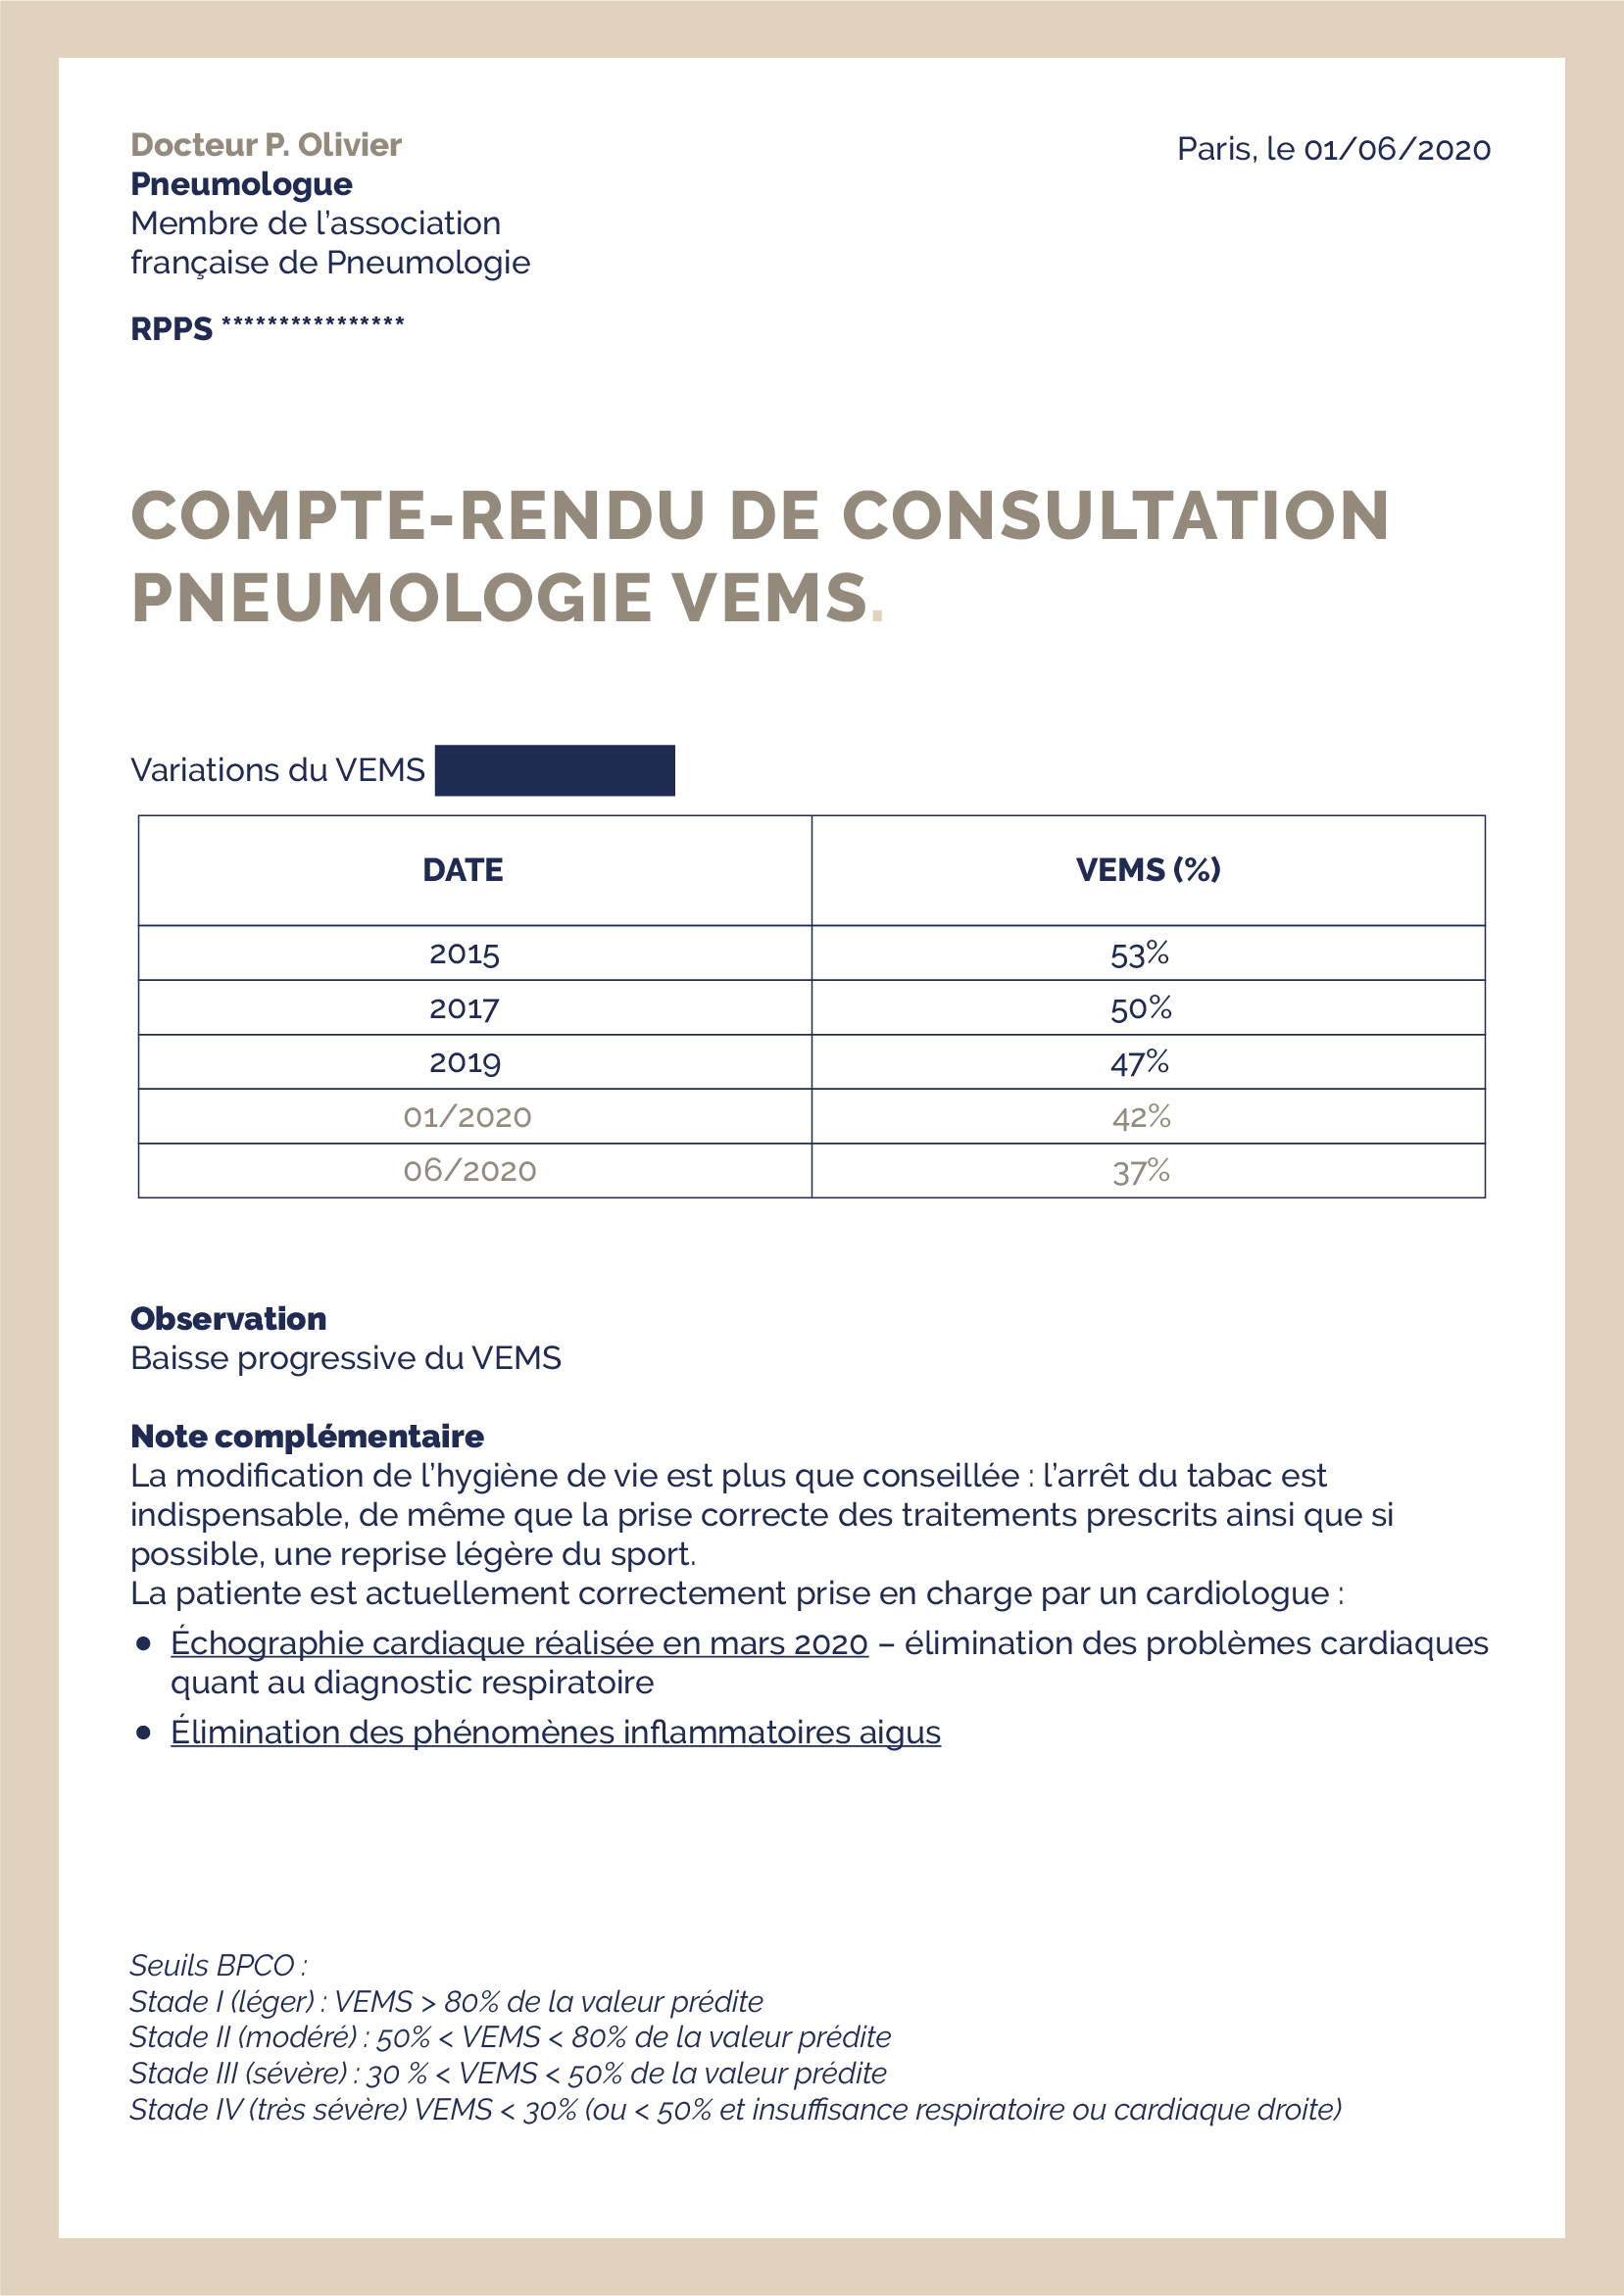 Docteur P. Olivier
Paris, le 01/06/2020
Pneumologue
Membre de l’association
française de Pneumologie
RPPS ****************
COMPTE-RENDU DE CONSULTATION
PNEUMOLOGIE VEMS.
Variations du VEMS
DATE VEMS (%)
2015 53%
2017 50%
2019 47%
01/2020 42%
06/2020 37%
Observation
Baisse progressive du VEMS
Note complémentaire
La modification de l’hygiène de vie est plus que conseillée : l’arrêt du tabac est
indispensable, de même que la prise correcte des traitements prescrits ainsi que si
possible, une reprise légère du sport.
La patiente est actuellement correctement prise en charge par un cardiologue :
● Échographie cardiaque réalisée en mars 2020 – élimination des problèmes cardiaques
quant au diagnostic respiratoire
● Élimination des phénomènes inflammatoires aigus
Seuils BPCO :
Stade I (léger) : VEMS > 80% de la valeur prédite
Stade II (modéré) : 50% < VEMS < 80% de la valeur prédite
Stade III (sévère) : 30 % < VEMS < 50% de la valeur prédite
Stade IV (très sévère) VEMS < 30% (ou < 50% et insuffisance respiratoire ou cardiaque droite)